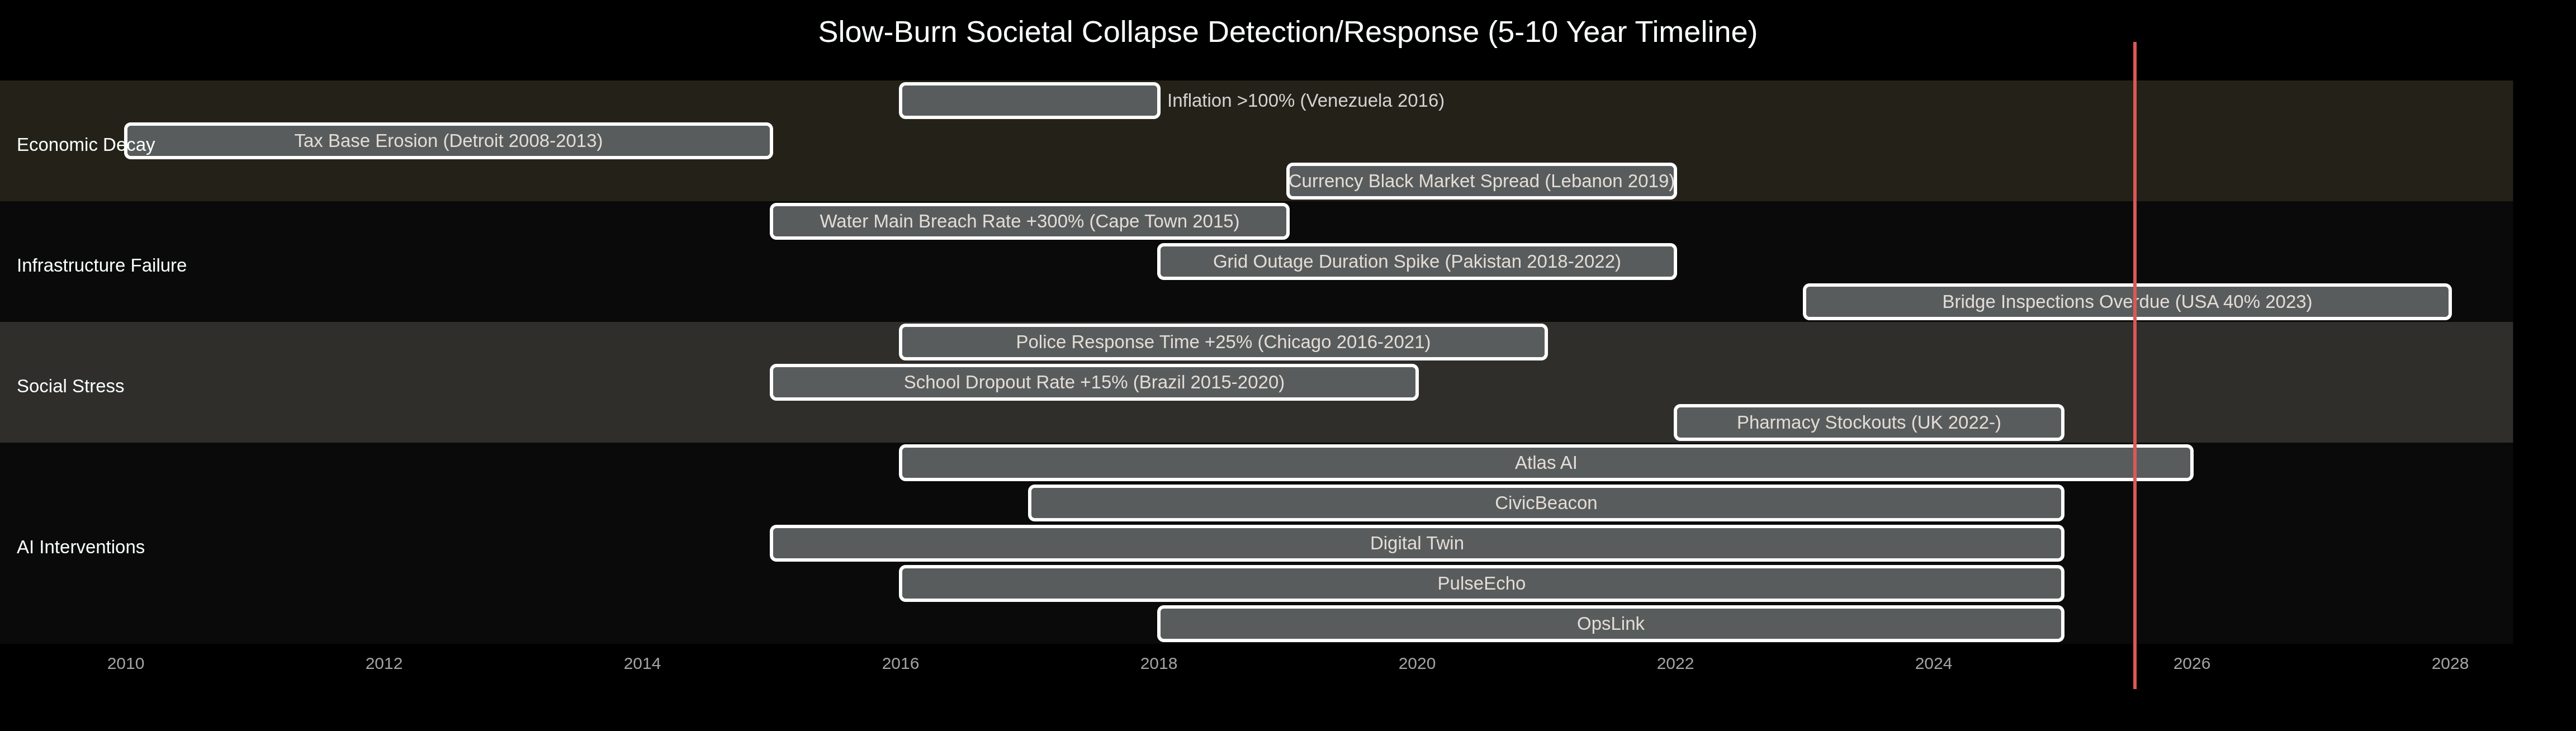 Slow-Burn Societal Collapse Detection/Response (5-10 Year Timeline)
Economic Decay
Inflation >100% (Venezuela 2016)
Tax Base Erosion (Detroit 2008-2013)
Currency Black Market Spread (Lebanon 2019)
Infrastructure Failure
Water Main Breach Rate +300% (Cape Town 2015)
Grid Outage Duration Spike (Pakistan 2018-2022)
Bridge Inspections Overdue (USA 40% 2023)
Social Stress
Police Response Time +25% (Chicago 2016-2021)
School Dropout Rate +15% (Brazil 2015-2020)
Pharmacy Stockouts (UK 2022-)
AI Interventions
Atlas AI
CivicBeacon
Digital Twin
PulseEcho
OpsLink
2010 2012 2014 2016 2018 2020 2022 2024 2026 2028